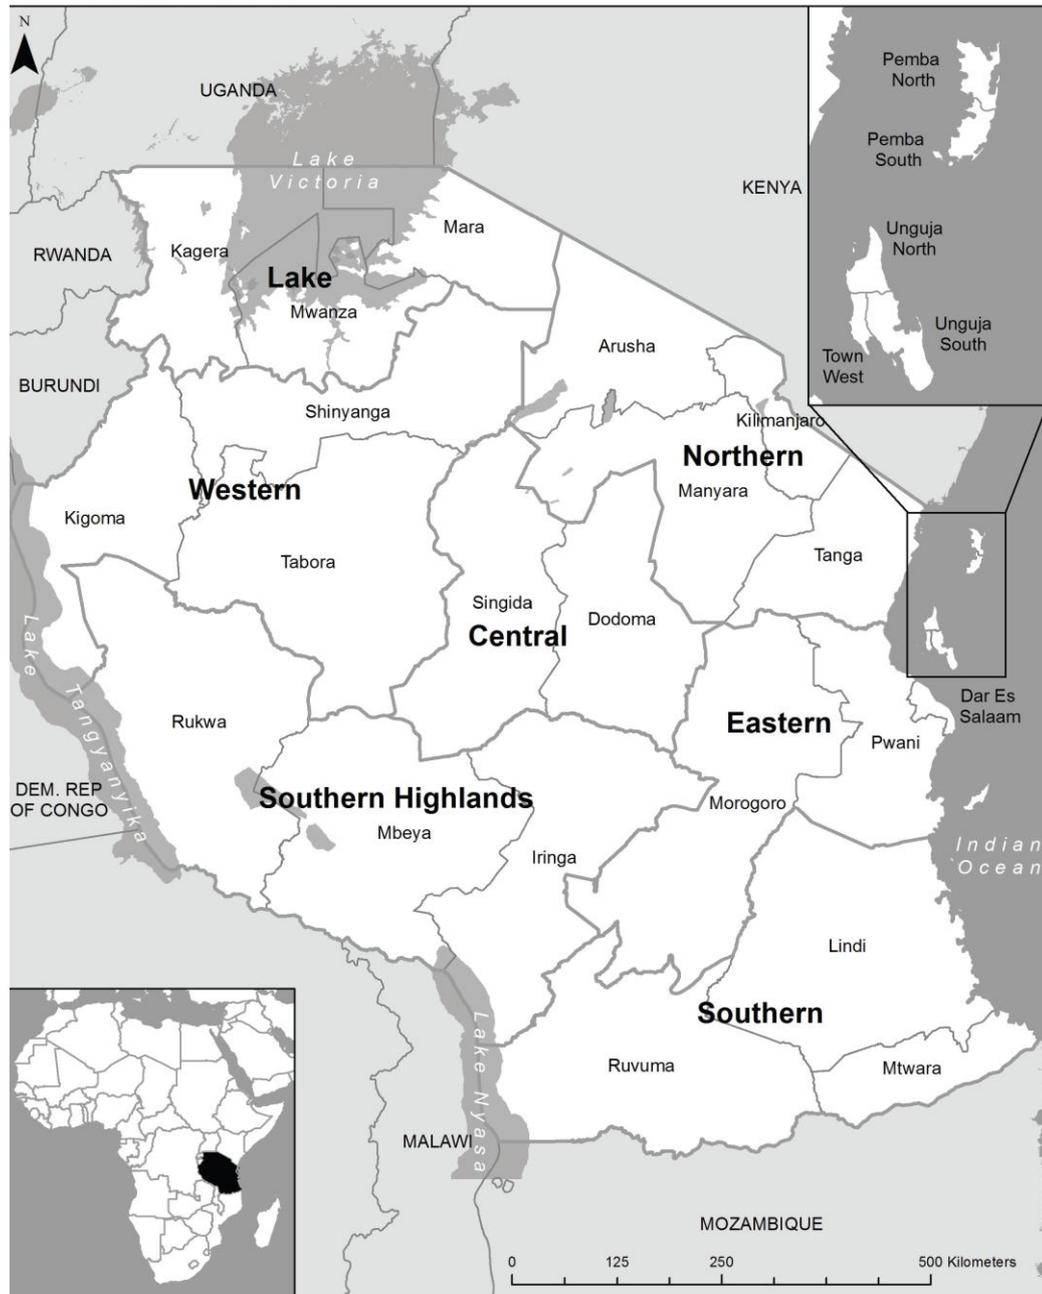 N
UGANDA
Lake
Victoria
KENYA
RWANDA
BURUNDI
Kagera
Mara
Lake
Mwanza
Arusha
Shinyanga
Kilimanjaro
Northern
Manyara
Western
Kigoma
Tabora
Tanga
Singida
Central
Dodoma
Lake
Tangyanyika
Rukwa
Eastern
Pwani
Dar Es
Salaam
DEM. REP
OF CONGO
Southern Highlands
Mbeya
Morogoro
Iringa
Indian
Ocean
Lindi
Southern
Ruvuma
Mtwara
Lake Nyasa
MALAWI
MOZAMBIQUE
Pemba
North
Pemba
South
Unguja
North
Unguja
South
Town
West
0 125 250 500 Kilometers